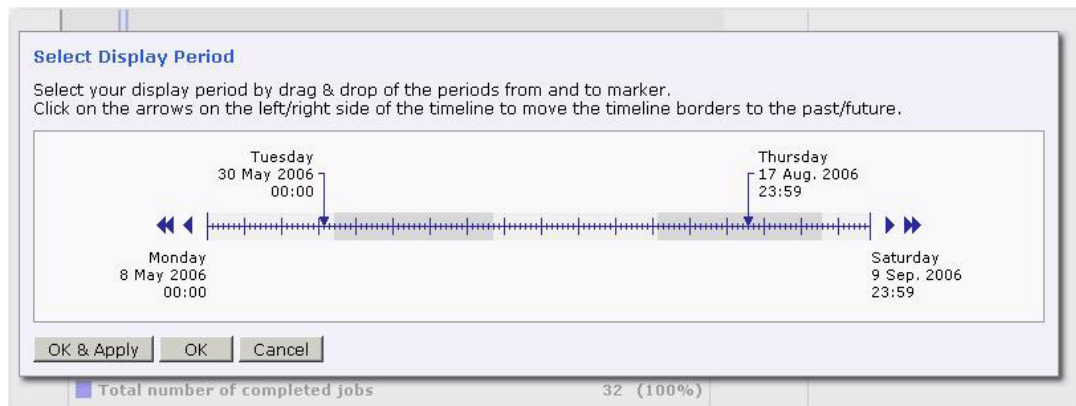 Select Display Period
Select your display period by drag & drop of the periods from and to marker.
Click on the arrows on the left/right side of the timeline to move the timeline borders to the past/future.
Tuesday
30 May 2006
00:00
Thursday
17 Aug. 2006
23:59
Monday
8 May 2006
00:00
Saturday
9 Sep. 2006
23:59
OK & Apply
OK
Cancel
Total number of completed jobs 32 (100%)